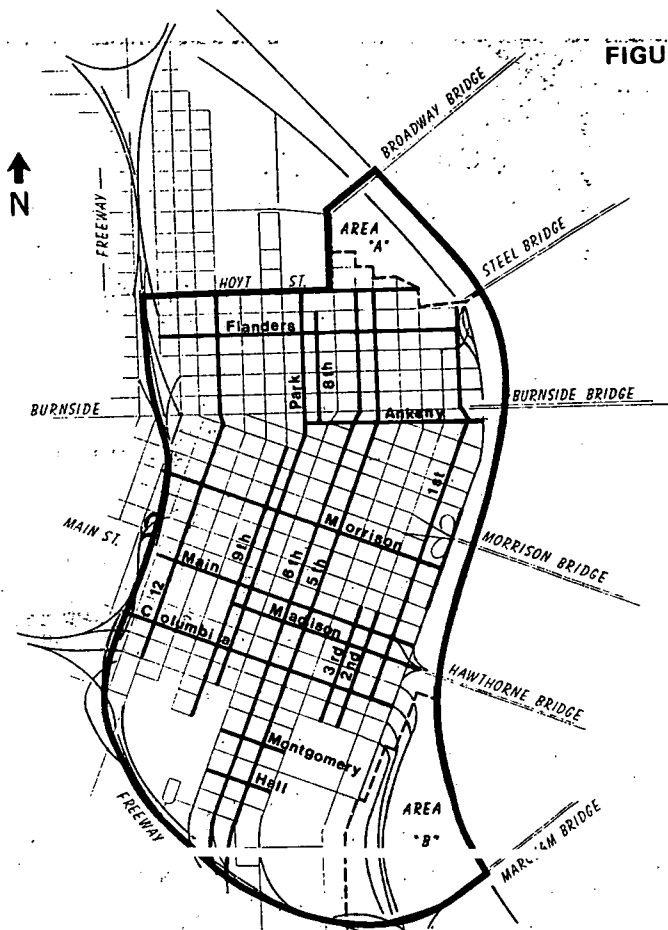 FIGU
BROADWAY BRIDGE
N
FREEWAY
AREA
"A"
STEEL BRIDGE
HOYT ST.
Flanders
Park
8th
BURNSIDE
BURNSIDE BRIDGE
Ankeny
1st
MAIN ST.
Morrison
MORRISON BRIDGE
9th
6th
5th
Main
12
Madison
Columbia
3rd
2nd
HAWTHORNE BRIDGE
Montgomery
Hall
FREEWAY
AREA
"B"
BRIDGE